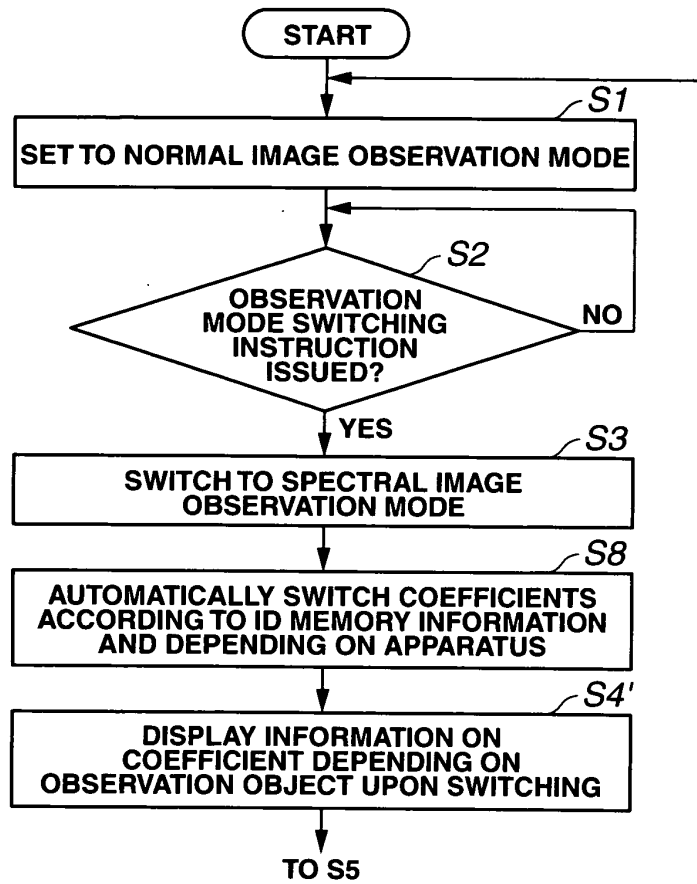 START
S1
SET TO NORMAL IMAGE OBSERVATION MODE
S2
OBSERVATION
MODE SWITCHING
INSTRUCTION
ISSUED?
NO
YES
S3
SWITCH TO SPECTRAL IMAGE
OBSERVATION MODE
S8
AUTOMATICALLY SWITCH COEFFICIENTS
ACCORDING TO ID MEMORY INFORMATION
AND DEPENDING ON APPARATUS
S4'
DISPLAY INFORMATION ON
COEFFICIENT DEPENDING ON
OBSERVATION OBJECT UPON SWITCHING
TO S5